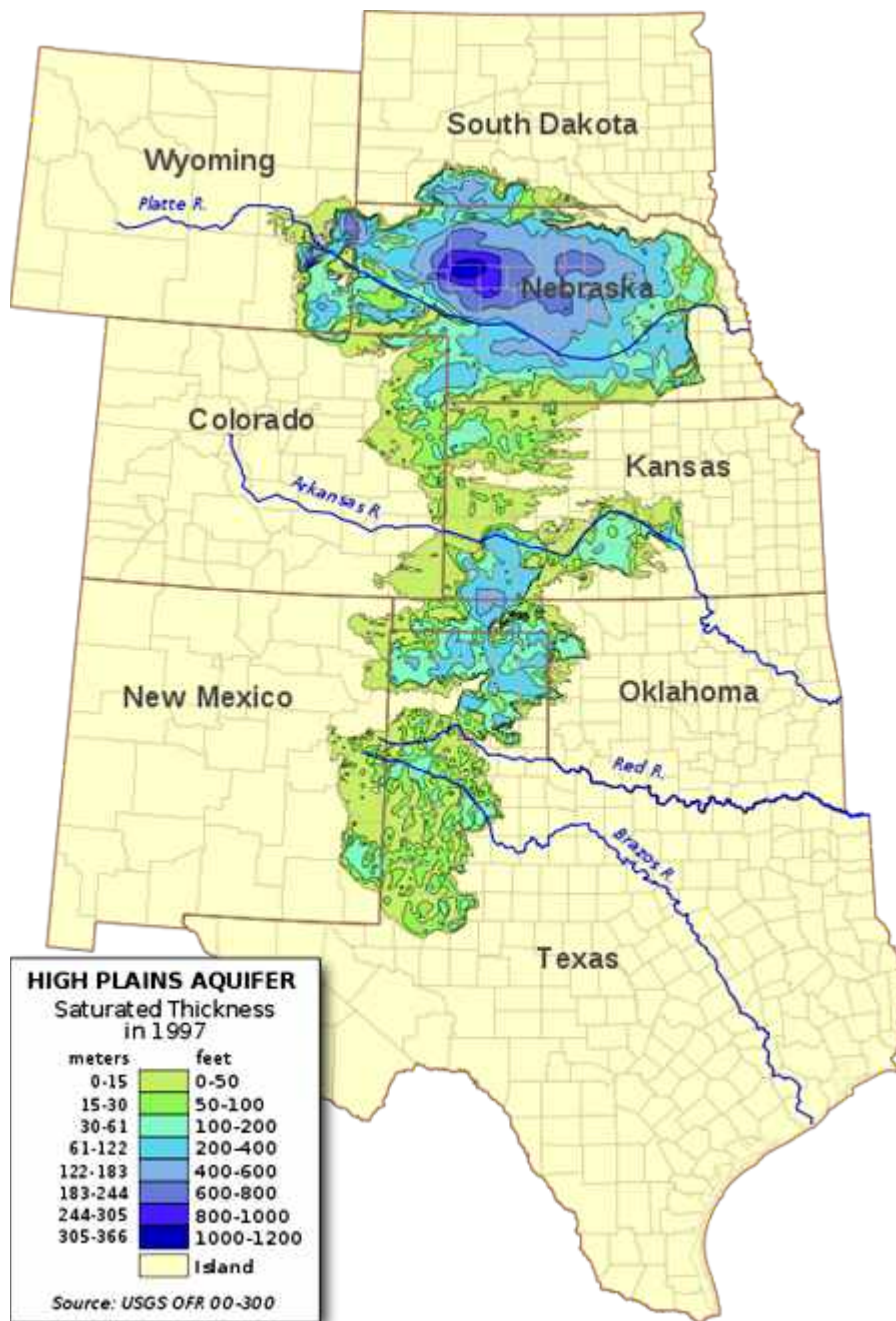 South Dakota
Wyoming
Platte R.
Nebraska
Colorado
Kansas
Arkansas R.
New Mexico
Oklahoma
Red R.
Brazos R.
Texas
HIGH PLAINS AQUIFER
Saturated Thickness
in 1997
meters feet
0-15 0-50
15-30 50-100
30-61 100-200
61-122 200-400
122-183 400-600
183-244 600-800
244-305 800-1000
305-366 1000-1200
Island
Source: USGS OFR 00-300